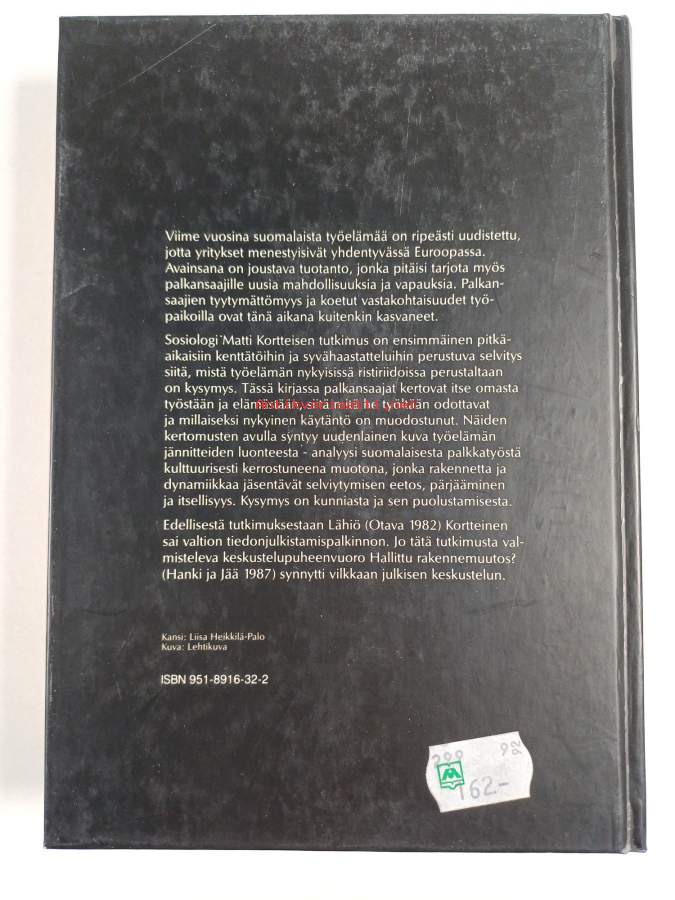 Viime vuosina suomalaista työelämää on ripeästi uudistettu,
jotta yritykset menestyisivät yhdentyvässä Euroopassa.
Avainsana on joustava tuotanto, jonka pitäisi tarjota myös
palkansaajille uusia mahdollisuuksia ja vapauksia. Palkan-
saajien tyytymättömyys ja koetut vastakohtaisuudet työ-
paikoilla ovat tänä aikana kuitenkin kasvaneet.
Sosiologi Matti Kortteisen tutkimus on ensimmäinen pitkä-
aikaisiin kenttätöihin ja syvähaastatteluihin perustuva selvitys
siitä, mistä työelämän nykyisissä ristiriidoissa perustaltaan
on kysymys. Tässä kirjassa palkansaajat kertovat itse omasta
työstään ja elämästään, siitä mitä he työltään odottavat
ja millaiseksi nykyinen käytäntö on muodostunut. Näiden
kertomusten avulla syntyy uudenlainen kuva työelämän
jännitteiden luonteesta - analyysi suomalaisesta palkkatyöstä
kulttuurisesti kerrostuneena muotona, jonka rakennetta ja
dynamiikkaa jäsentävät selviytymisen eetos, pärjääminen
ja itsellisyys. Kysymys on kunniasta ja sen puolustamisesta.
Edellisestä tutkimuksestaan Lähiö (Otava 1982) Kortteinen
sai valtion tiedonjulkistamispalkinnon. Jo tätä tutkimusta val-
misteleva keskustelupuheenvuoro Hallittu rakennemuutos?
(Hanki ja Jää 1987) synnytti vilkkaan julkisen keskustelun.
Kansi: Liisa Heikkilä-Palo
Kuva: Lehtikuva
ISBN 951-8916-32-2
299 92
162-